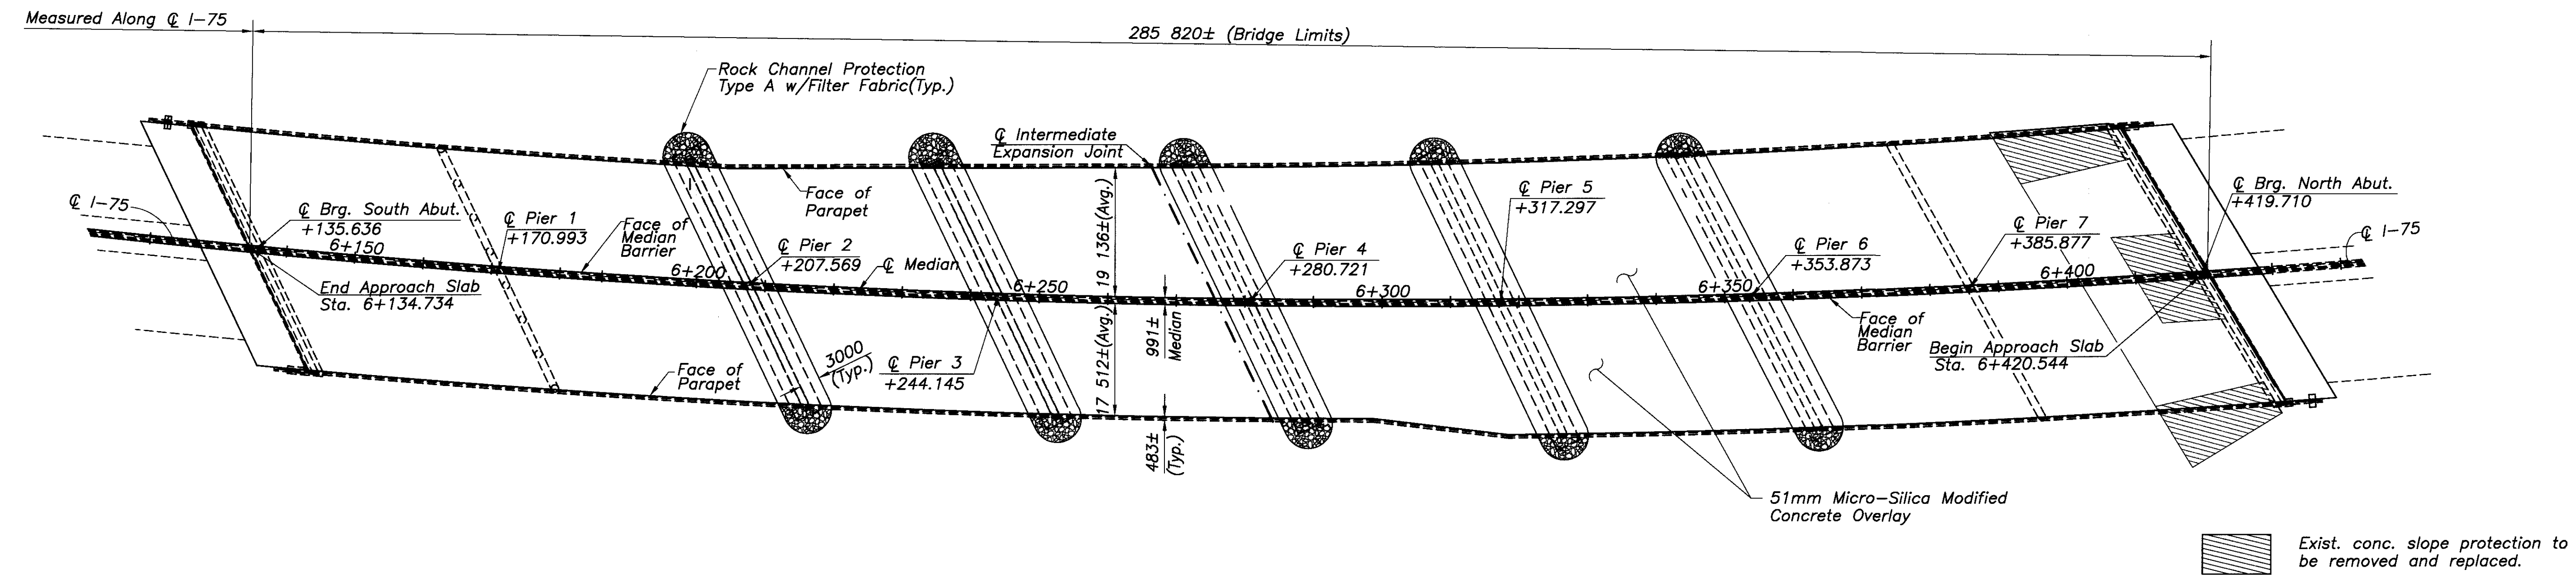 Measured Along ℄ I-75
285 820± (Bridge Limits)
Rock Channel Protection
Type A w/Filter Fabric(Typ.)
℄ Intermediate
Expansion Joint
Face of
Parapet
℄ Pier 5
+317.297
℄ Brg. North Abut.
+419.710
℄ I-75
℄ Brg. South Abut.
+135.636
6+150
℄ Pier 1
+170.993
Face of
Median
Barrier
℄ Pier 2
+207.569
6+200
℄ Median
19 136±(Avg.)
℄ Pier 4
+280.721
℄ Pier 6
+353.873
℄ Pier 7
+385.877
℄ I-75
6+250
6+300
6+350
6+400
End Approach Slab
Sta. 6+134.734
Face of
Parapet
3000
(Typ.)
℄ Pier 3
+244.145
17 512±(Avg.)
991±
Median
483±
(Typ.)
Face of
Median
Barrier
Begin Approach Slab
Sta. 6+420.544
51mm Micro-Silica Modified
Concrete Overlay
Exist. conc. slope protection to
be removed and replaced.